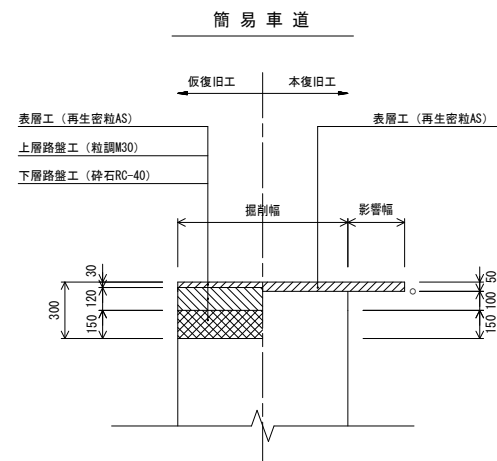 簡易車道
仮復旧工 本復旧工
表層工（再生密粒AS) 表層工（再生密粒AS)
上層路盤工（粒調M30）
下層路盤工（砕石RC-40）
掘削幅 影響幅
30 50
120 100
300
150 150